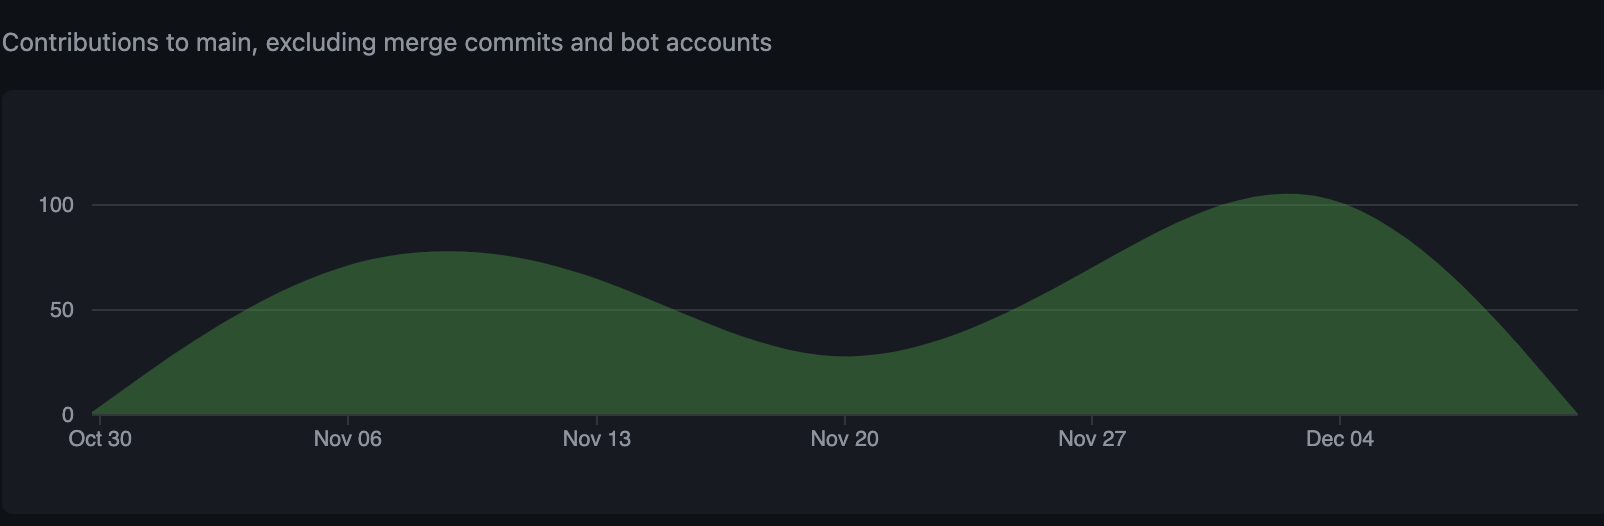 Contributions to main, excluding merge commits and bot accounts
100
50
0
Oct 30 Nov 06 Nov 13 Nov 20 Nov 27 Dec 04